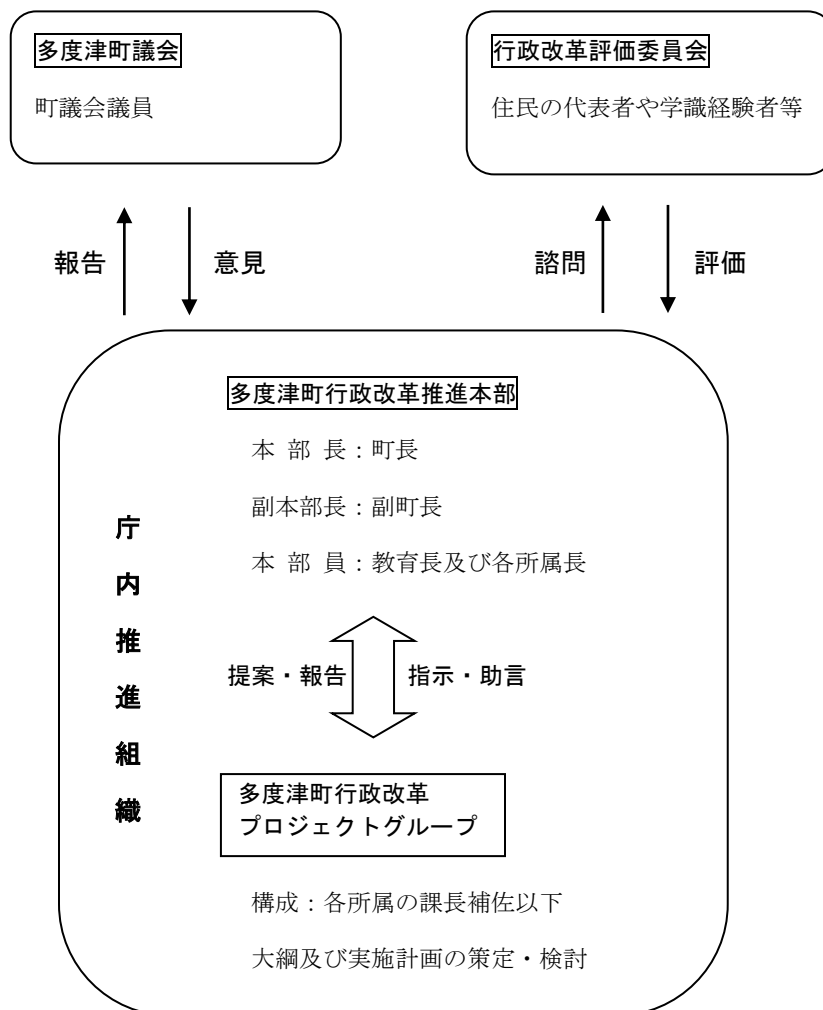 多度津町議会
町議会議員
行政改革評価委員会
住民の代表者や学識経験者等
報告
意見
諮問
評価
庁内推進組織
多度津町行政改革推進本部
本 部 長：町長
副本部長：副町長
本 部 員：教育長及び各所属長
提案・報告
指示・助言
多度津町行政改革
プロジェクトグループ
構成：各所属の課長補佐以下
大綱及び実施計画の策定・検討